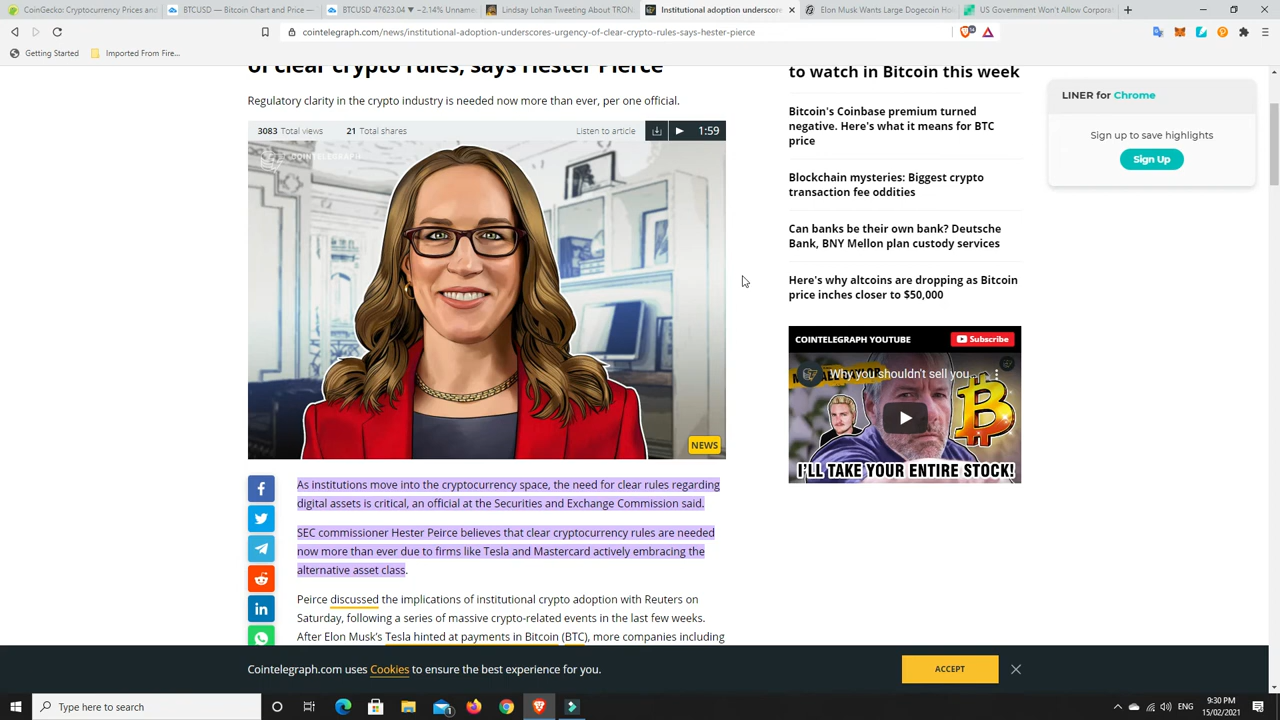 CoinGecko: Cryptocurrency Prices and
BTCUSD — Bitcoin Chart and Price —
BTCUSD 47623.04 ▼ −2.14% Unname
Lindsay Lohan Tweeting About TRON
Institutional adoption underscore
Elon Musk Wants Large Dogecoin Ho
US Government Won't Allow Corporat
cointelegraph.com/news/institutional-adoption-underscores-urgency-of-clear-crypto-rules-says-hester-pierce
Getting Started
Imported From Fire...
of clear crypto rules, says Hester Pierce
Regulatory clarity in the crypto industry is needed now more than ever, per one official.
3083 Total views
21 Total shares
Listen to article
1:59
COINTELEGRAPH
NEWS
As institutions move into the cryptocurrency space, the need for clear rules regarding
digital assets is critical, an official at the Securities and Exchange Commission said.
SEC commissioner Hester Peirce believes that clear cryptocurrency rules are needed
now more than ever due to firms like Tesla and Mastercard actively embracing the
alternative asset class.
Peirce discussed the implications of institutional crypto adoption with Reuters on
Saturday, following a series of massive crypto-related events in the last few weeks.
After Elon Musk's Tesla hinted at payments in Bitcoin (BTC), more companies including
to watch in Bitcoin this week
Bitcoin's Coinbase premium turned
negative. Here's what it means for BTC
price
Blockchain mysteries: Biggest crypto
transaction fee oddities
Can banks be their own bank? Deutsche
Bank, BNY Mellon plan custody services
Here's why altcoins are dropping as Bitcoin
price inches closer to $50,000
COINTELEGRAPH YOUTUBE
Subscribe
Why you shouldn't sell you...
I'LL TAKE YOUR ENTIRE STOCK!
LINER for Chrome
Sign up to save highlights
Sign Up
Cointelegraph.com uses Cookies to ensure the best experience for you.
ACCEPT
Type here to search
ENG
9:30 PM
15/02/2021